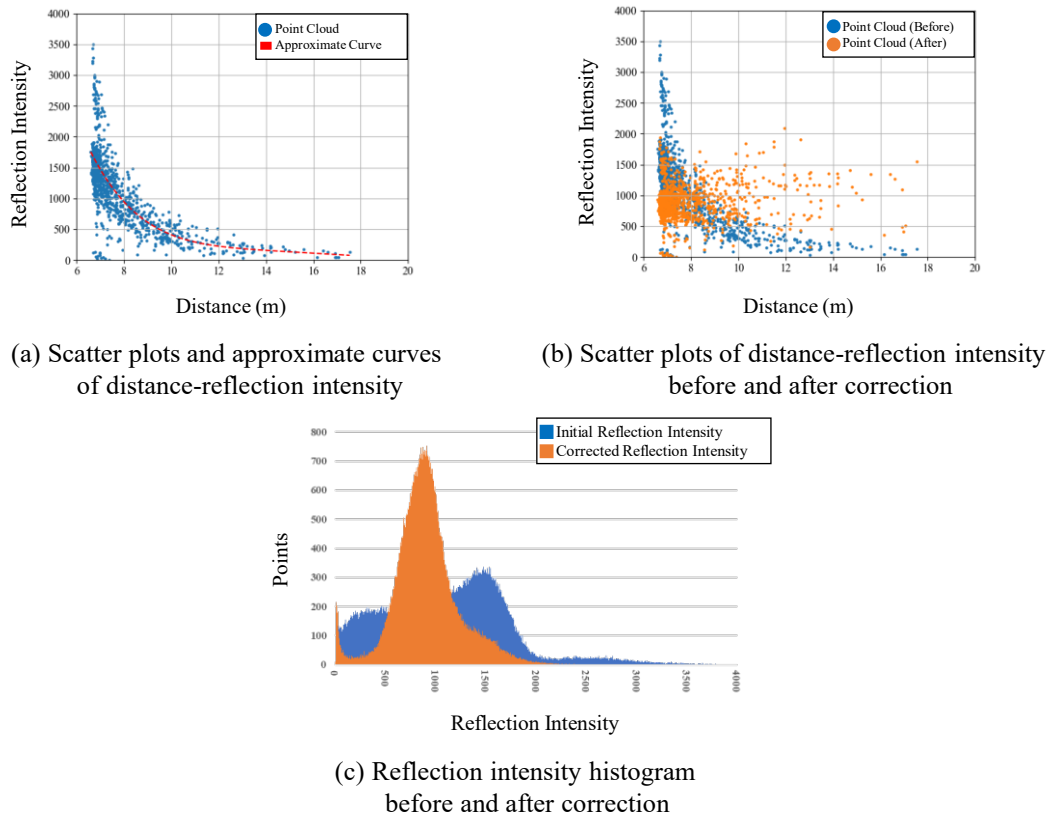 4000
3500
3000
2500
2000
1500
1000
500
0
6 8 10 12 14 16 18 20
Reflection Intensity
Distance (m)
Point Cloud
Approximate Curve
(a) Scatter plots and approximate curves
of distance-reflection intensity
4000
3500
3000
2500
2000
1500
1000
500
0
6 8 10 12 14 16 18 20
Reflection Intensity
Distance (m)
Point Cloud (Before)
Point Cloud (After)
(b) Scatter plots of distance-reflection intensity
before and after correction
Initial Reflection Intensity
Corrected Reflection Intensity
800
700
600
500
400
300
200
100
0
Points
0 500 1000 1500 2000 2500 3000 3500 4000
Reflection Intensity
(c) Reflection intensity histogram
before and after correction